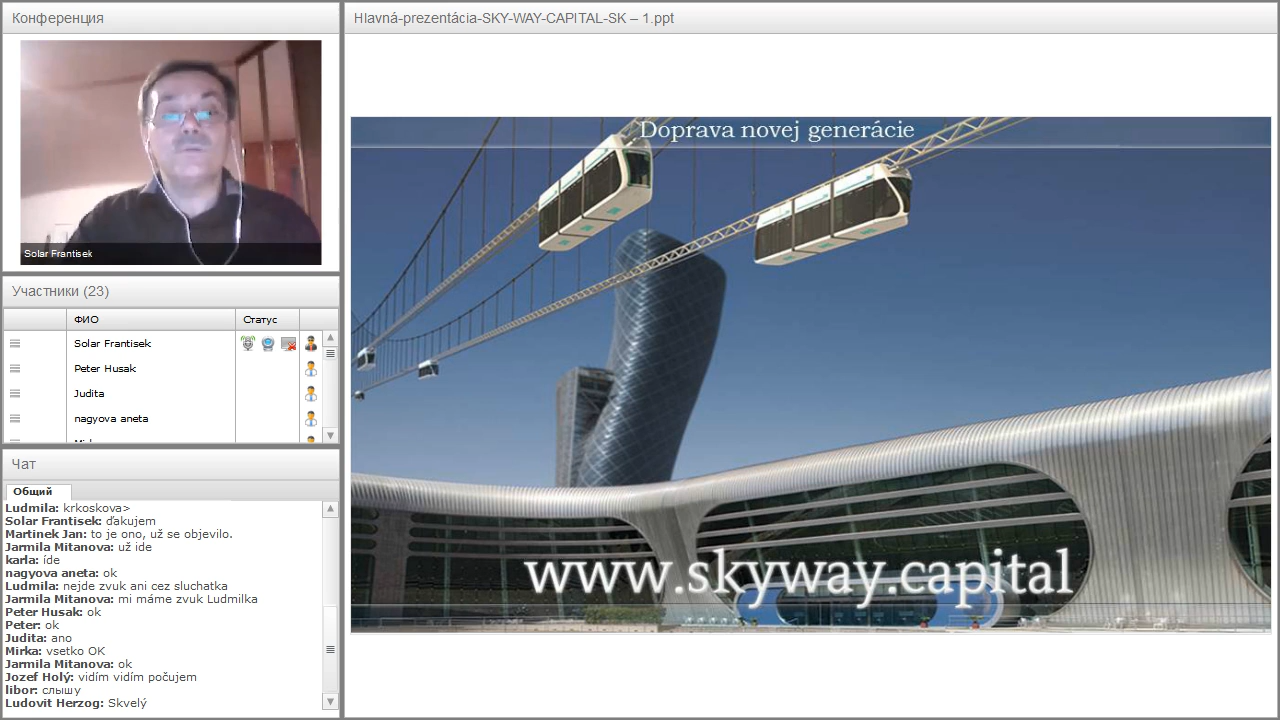 Конференция
Solar Frantisek
Участники (23)
ФИО
Статус
Solar Frantisek
Peter Husak
Judita
nagyova aneta
Чат
Общий
Ludmila: krkoskova>
Solar Frantisek: ďakujem
Martinek Jan: to je ono, už se objevilo.
Jarmila Mitanova: už ide
karla: íde
nagyova aneta: ok
Ludmila: nejde zvuk ani cez sluchatka
Jarmila Mitanova: mi máme zvuk Ludmilka
Peter Husak: ok
Peter: ok
Judita: ano
Mirka: vsetko OK
Jarmila Mitanova: ok
Jozef Holý: vidím vidím počujem
libor: слышу
Ludovit Herzog: Skvelý
Hlavná-prezentácia-SKY-WAY-CAPITAL-SK – 1.ppt
Doprava novej generácie
www.skyway.capital